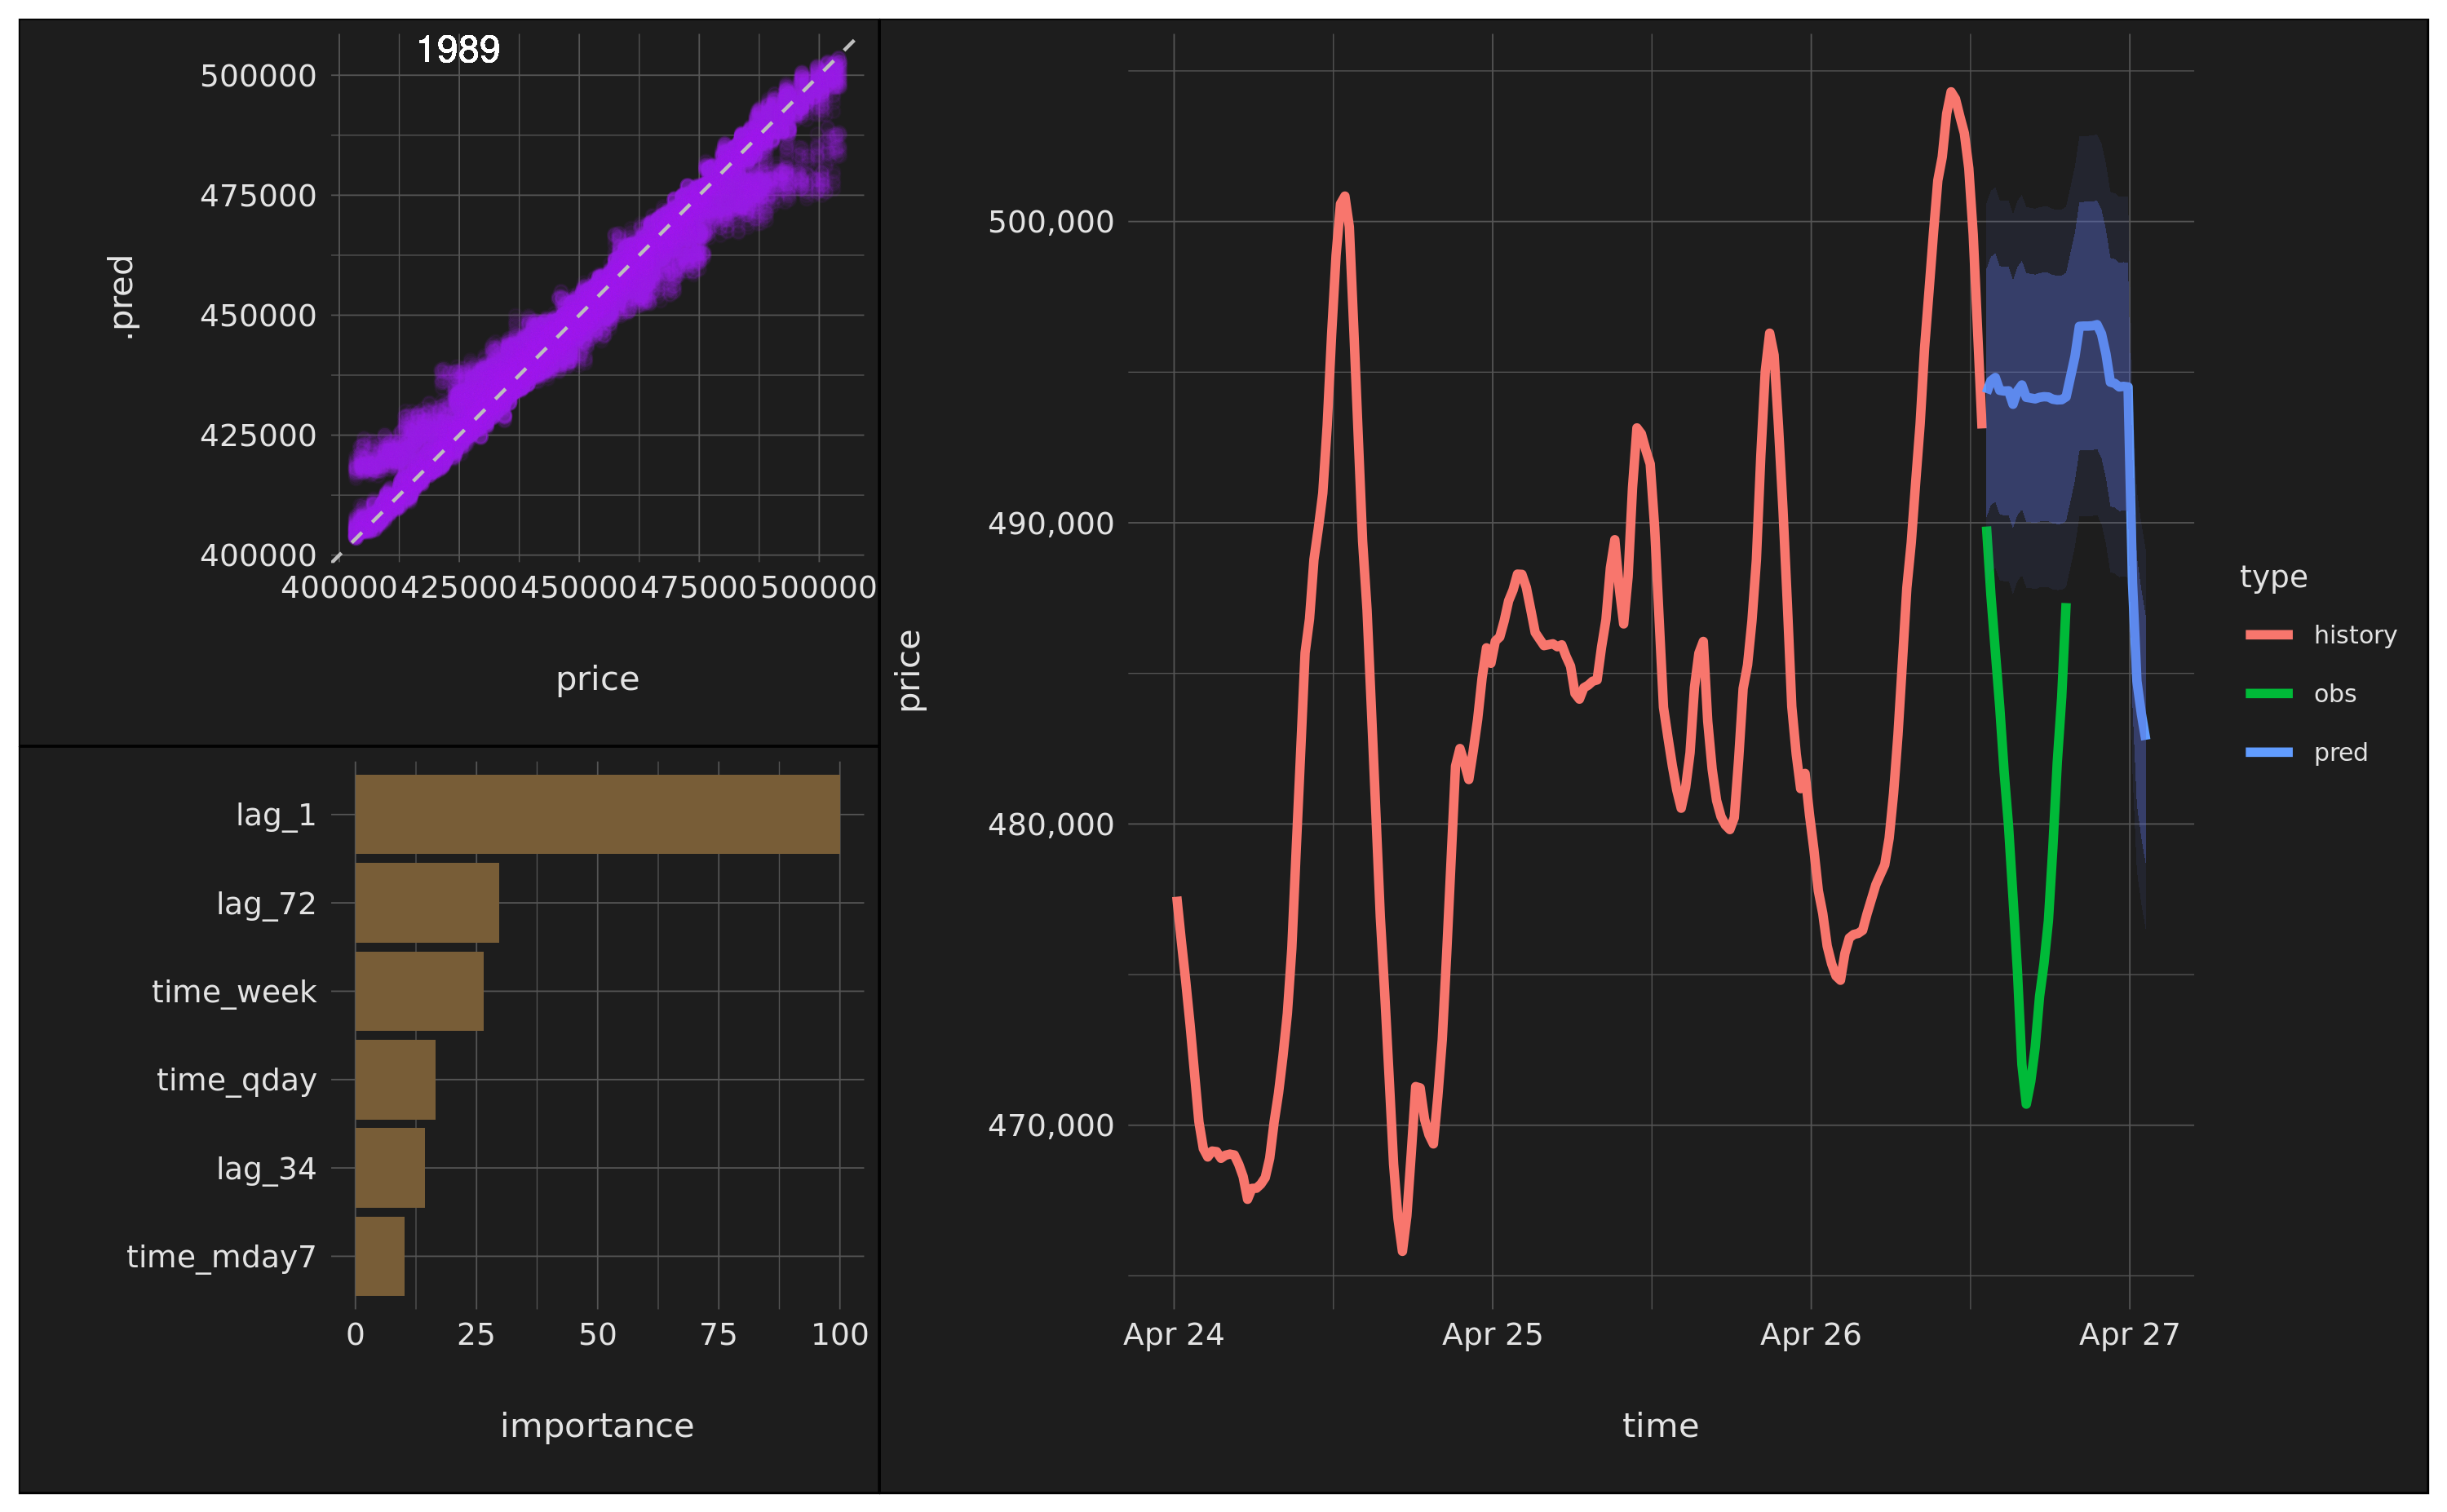 1989
500000
475000
450000
425000
400000
.pred
400000 425000 450000 475000 500000
price
lag_1
lag_72
time_week
time_qday
lag_34
time_mday7
0 25 50 75 100
importance
500,000
490,000
480,000
470,000
price
Apr 24 Apr 25 Apr 26 Apr 27
time
type
history
obs
pred